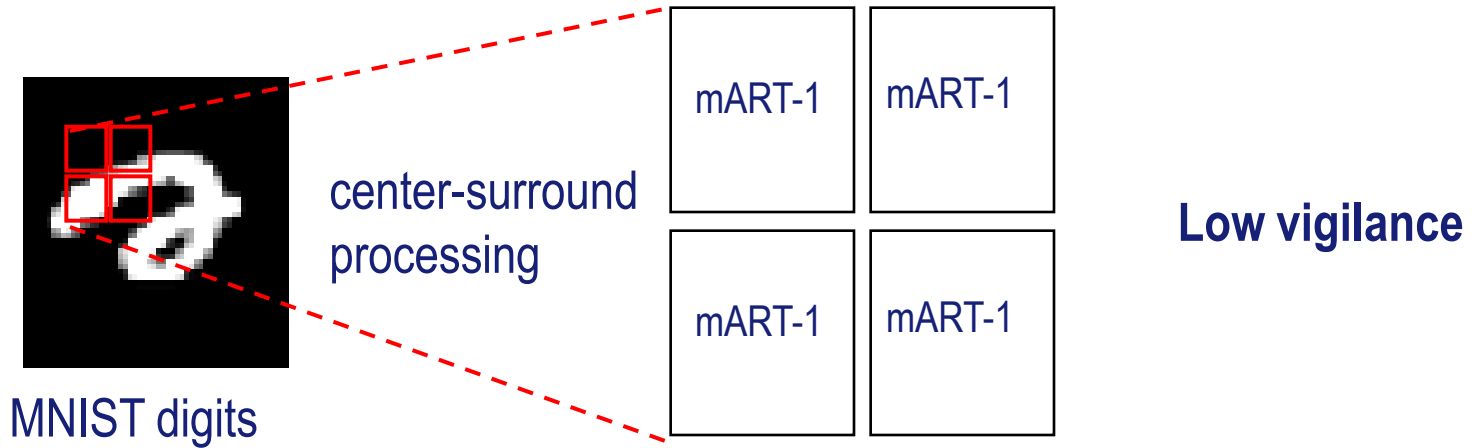 mART-1 mART-1
center-surround
processing
Low vigilance
mART-1 mART-1
MNIST digits